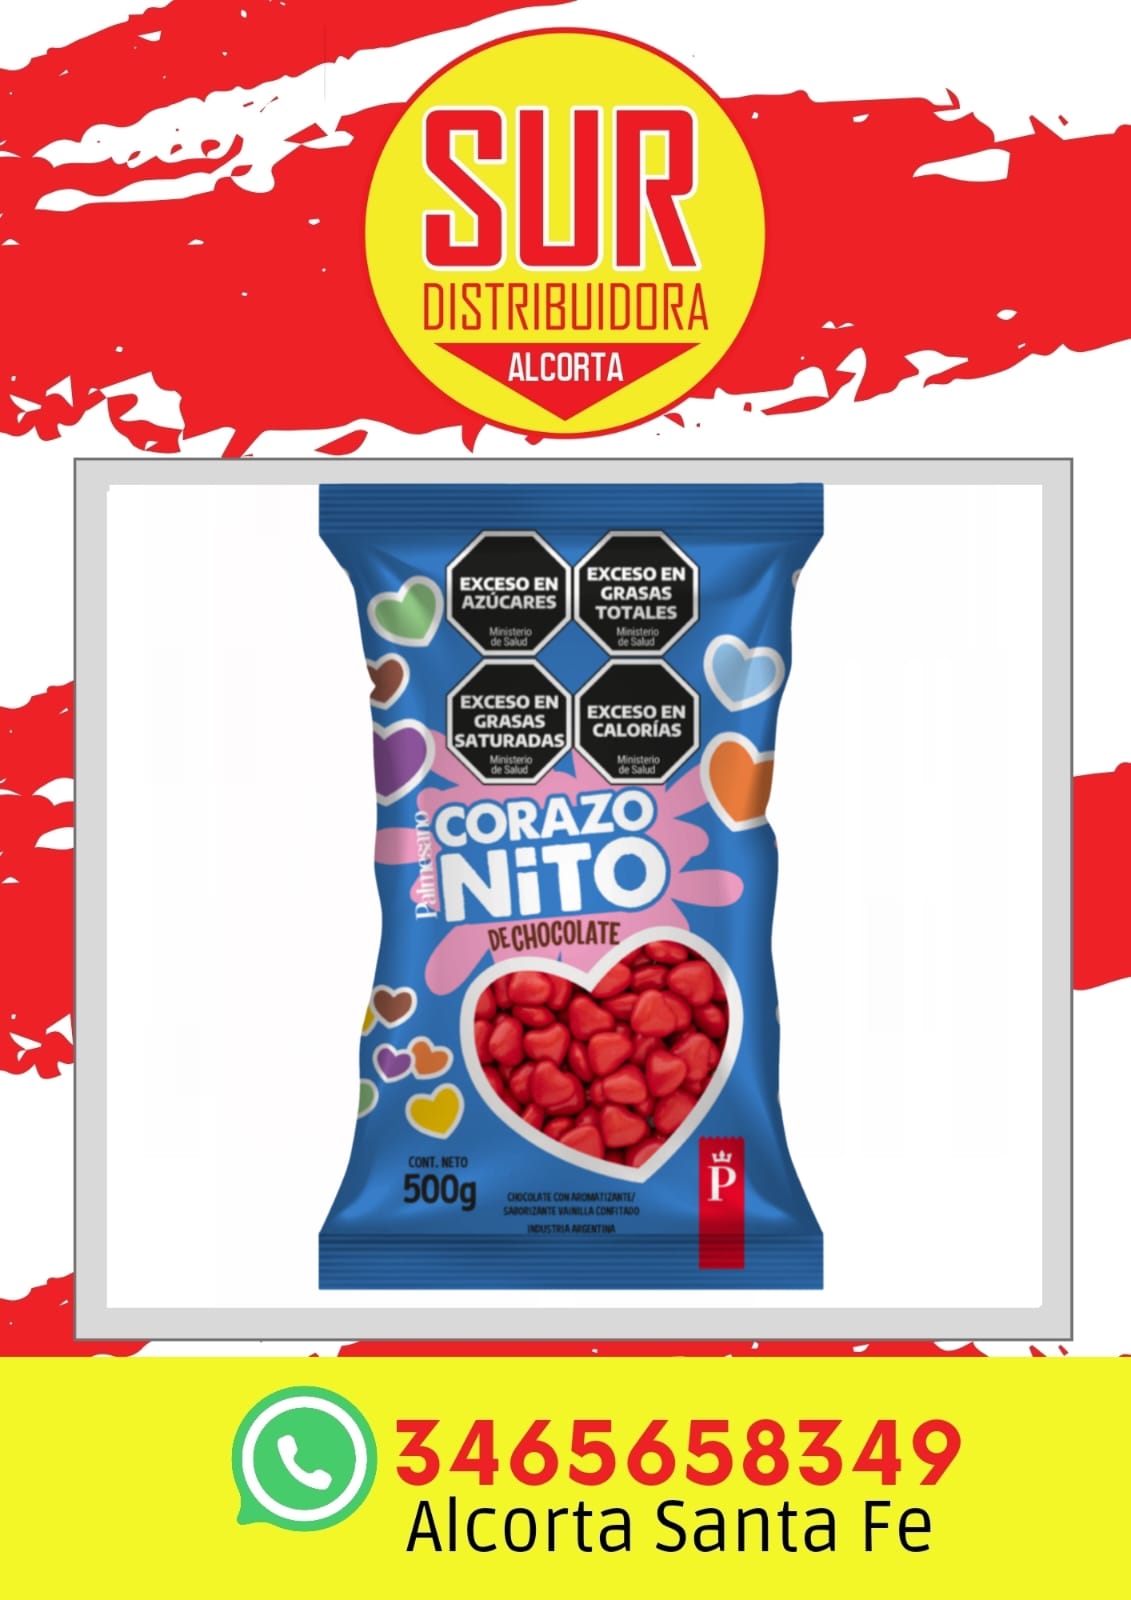 SUR
DISTRIBUIDORA
ALCORTA
EXCESO EN
AZÚCARES
Ministerio
de Salud
EXCESO EN
GRASAS
TOTALES
Ministerio
de Salud
EXCESO EN
GRASAS
SATURADAS
Ministerio
de Salud
EXCESO EN
CALORÍAS
Ministerio
de Salud
Palmesano
CORAZO
NiTO
DE CHOCOLATE
CONT. NETO
500g
CHOCOLATE CON AROMATIZANTE/
SABORIZANTE VAINILLA CONFITADO
INDUSTRIA ARGENTINA
P
3465658349
Alcorta Santa Fe